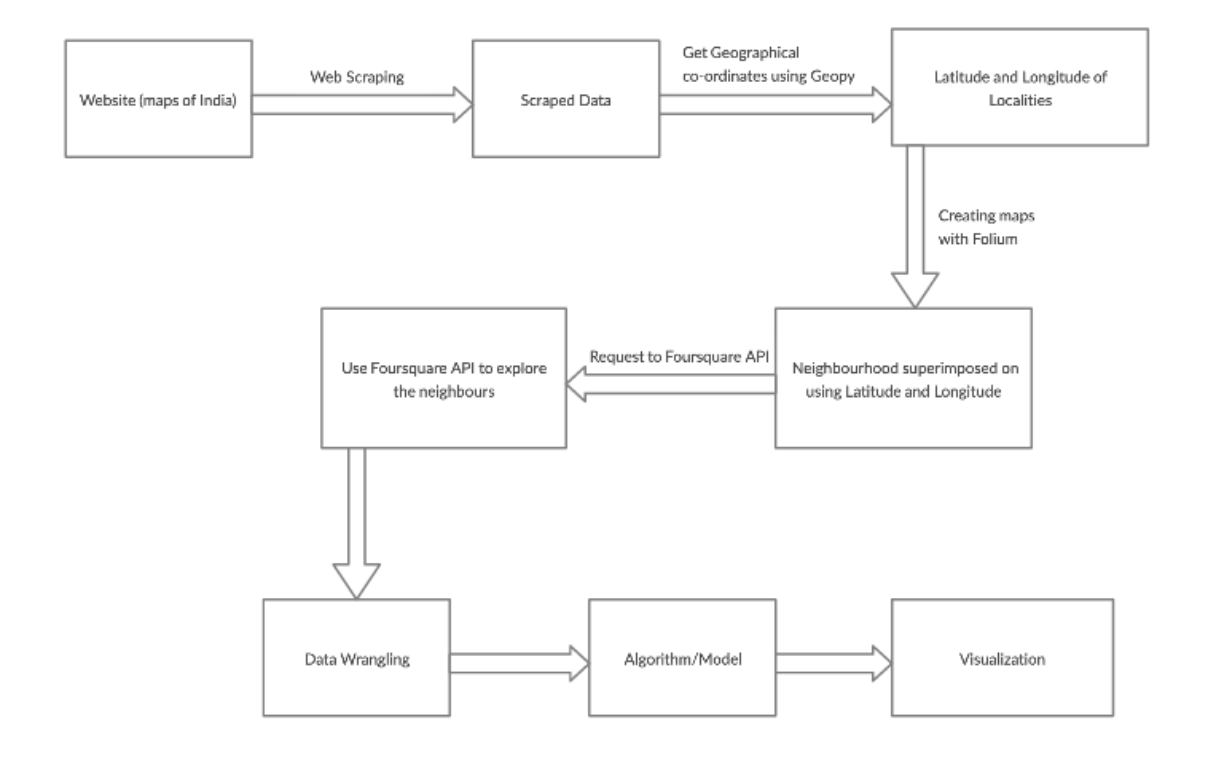 Website (maps of India)
Web Scraping
Scraped Data
Get Geographical
co-ordinates using Geopy
Latitude and Longitude of
Localities
Creating maps
with Folium
Neighbourhood superimposed on
using Latitude and Longitude
Request to Foursquare API
Use Foursquare API to explore
the neighbours
Data Wrangling
Algorithm/Model
Visualization